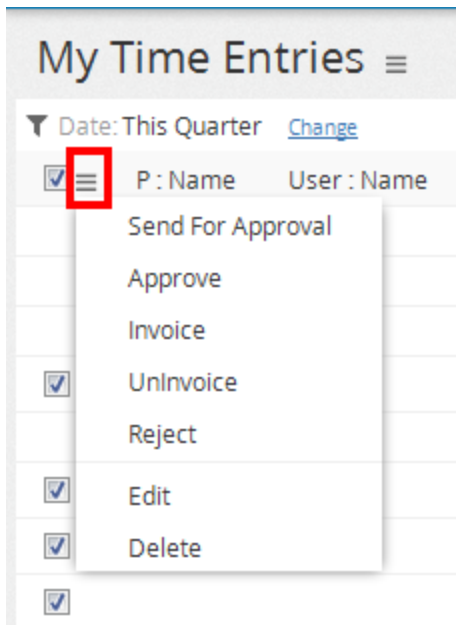 My Time Entries
Date: This Quarter Change
P : Name User : Name
Send For Approval
Approve
Invoice
UnInvoice
Reject
Edit
Delete